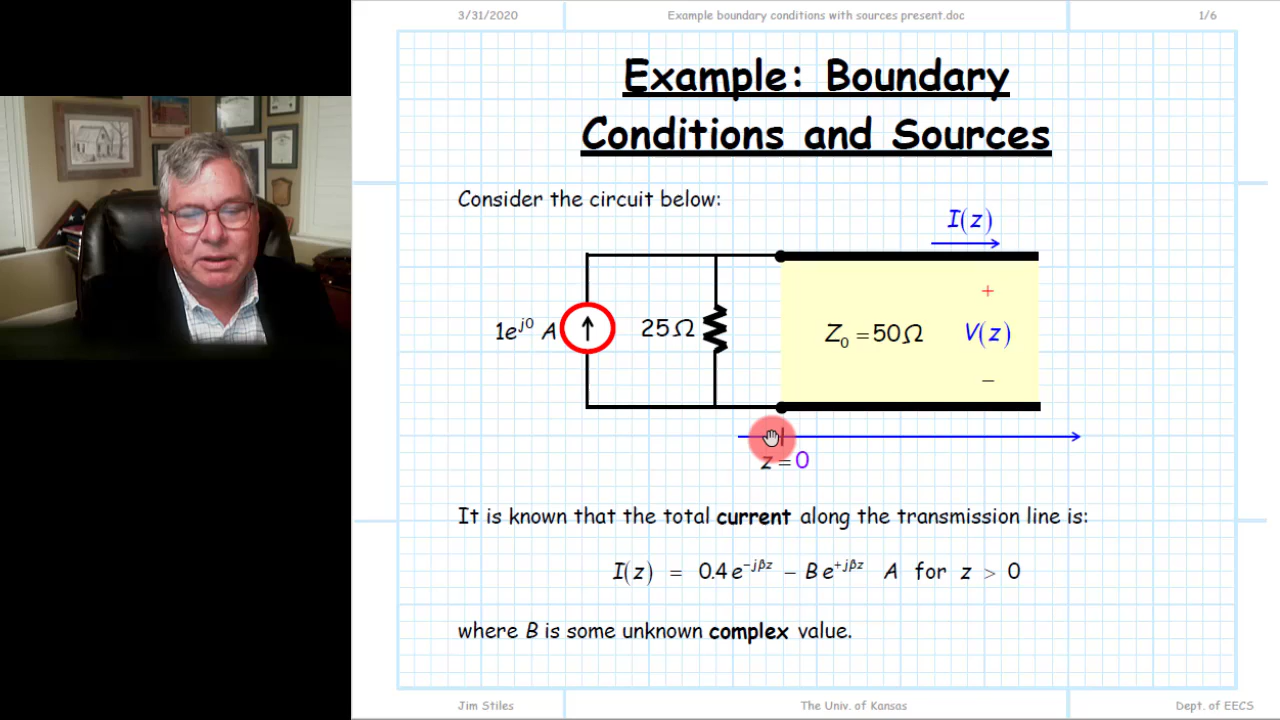 3/31/2020 Example boundary conditions with sources present.doc 1/6
Example: Boundary
Conditions and Sources
Consider the circuit below:
I(z)
+
1e^{j0} A 25Ω Z₀ = 50Ω V(z)
−
z = 0
It is known that the total current along the transmission line is:
I(z) = 0.4 e^{-jβz} − B e^{+jβz} A for z > 0
where B is some unknown complex value.
Jim Stiles The Univ. of Kansas Dept. of EECS